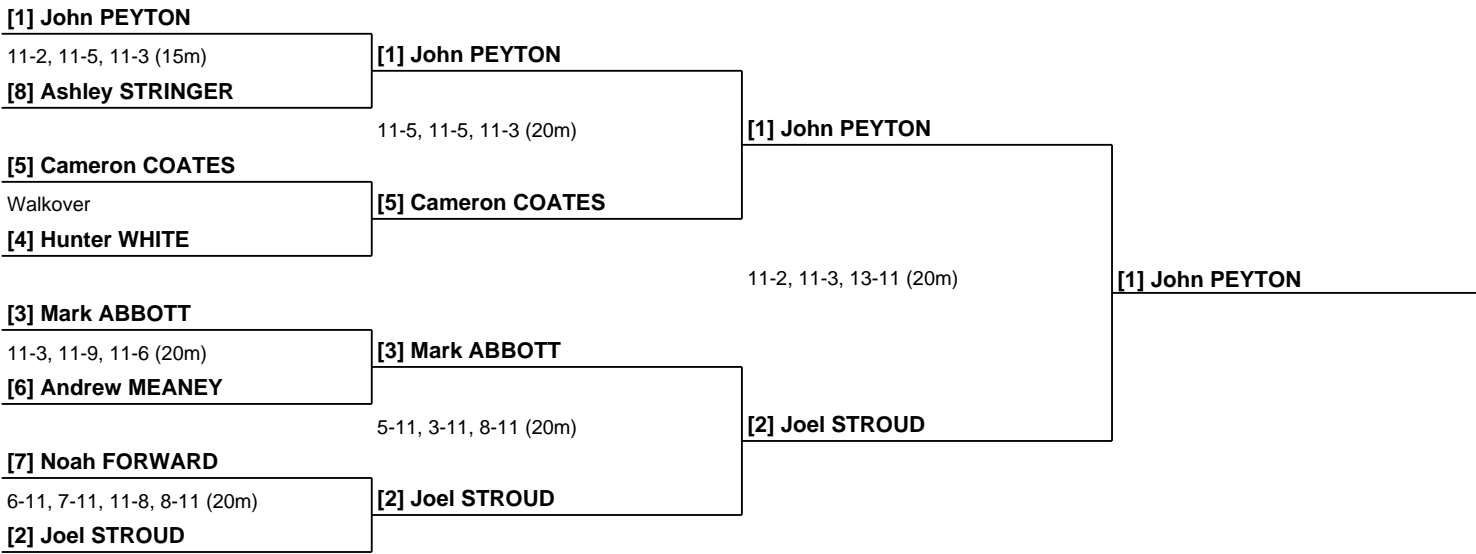 [1] John PEYTON
11-2, 11-5, 11-3 (15m)
[8] Ashley STRINGER
[5] Cameron COATES
Walkover
[4] Hunter WHITE
[3] Mark ABBOTT
11-3, 11-9, 11-6 (20m)
[6] Andrew MEANEY
[7] Noah FORWARD
6-11, 7-11, 11-8, 8-11 (20m)
[2] Joel STROUD
[1] John PEYTON
11-5, 11-5, 11-3 (20m)
[5] Cameron COATES
[3] Mark ABBOTT
5-11, 3-11, 8-11 (20m)
[2] Joel STROUD
[1] John PEYTON
11-2, 11-3, 13-11 (20m)
[2] Joel STROUD
[1] John PEYTON